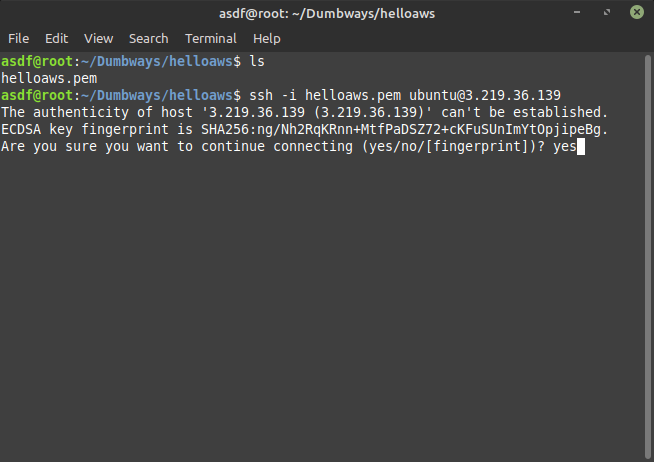 asdf@root: ~/Dumbways/helloaws
File Edit View Search Terminal Help
asdf@root:~/Dumbways/helloaws$ ls
helloaws.pem
asdf@root:~/Dumbways/helloaws$ ssh -i helloaws.pem ubuntu@3.219.36.139
The authenticity of host '3.219.36.139 (3.219.36.139)' can't be established.
ECDSA key fingerprint is SHA256:ng/Nh2RqKRnn+MtfPaDSZ72+cKFuSUnImYtOpjipeBg.
Are you sure you want to continue connecting (yes/no/[fingerprint])? yes